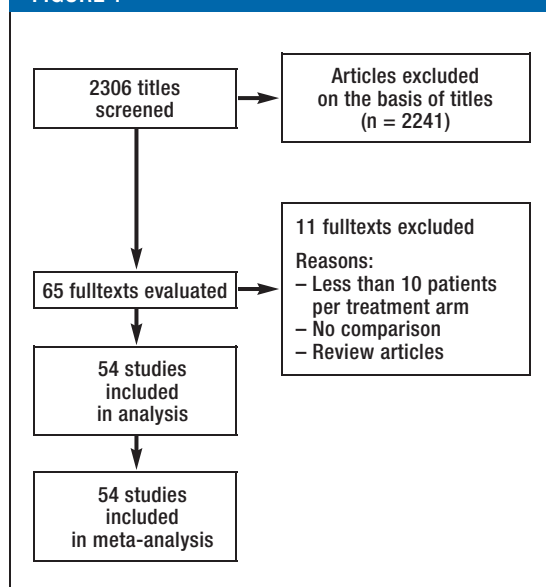 2306 titles
screened
Articles excluded
on the basis of titles
(n = 2241)
11 fulltexts excluded
Reasons:
– Less than 10 patients
per treatment arm
– No comparison
– Review articles
65 fulltexts evaluated
54 studies
included
in analysis
54 studies
included
in meta-analysis